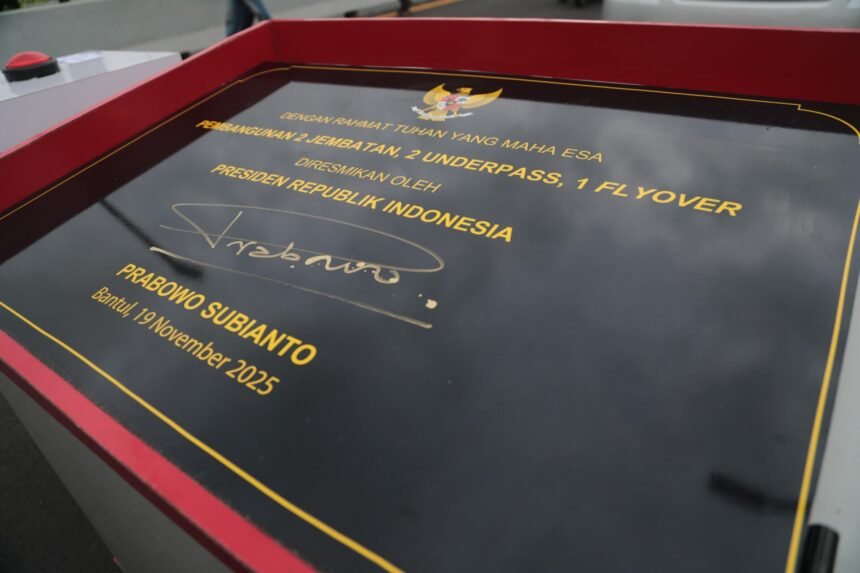 DENGAN RAHMAT TUHAN YANG MAHA ESA
PEMBANGUNAN 2 JEMBATAN, 2 UNDERPASS, 1 FLYOVER
DIRESMIKAN OLEH
PRESIDEN REPUBLIK INDONESIA
Prabowo
PRABOWO SUBIANTO
Bantul, 19 November 2025